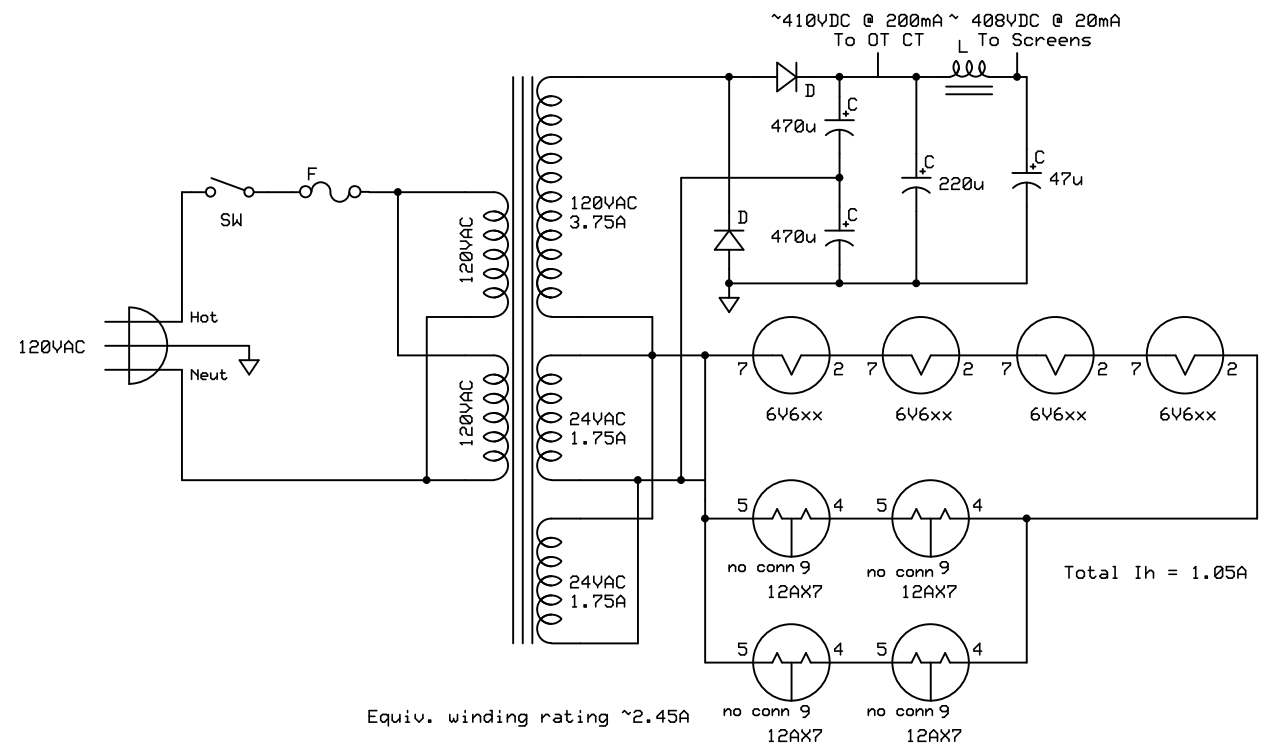 ~410VDC @ 200mA ~ 408VDC @ 20mA
To OT CT
To Screens
L
D
C
470u
C
220u
C
47u
F
SW
120VAC
120VAC
3.75A
D
470u
C
Hot
120VAC
Neut
120VAC
24VAC
1.75A
7
2
7
2
7
2
7
2
6V6xx
6V6xx
6V6xx
6V6xx
5
4
5
4
no conn 9
no conn 9
12AX7
12AX7
24VAC
1.75A
Total Ih = 1.05A
5
4
5
4
no conn 9
no conn 9
12AX7
12AX7
Equiv. winding rating ~2.45A